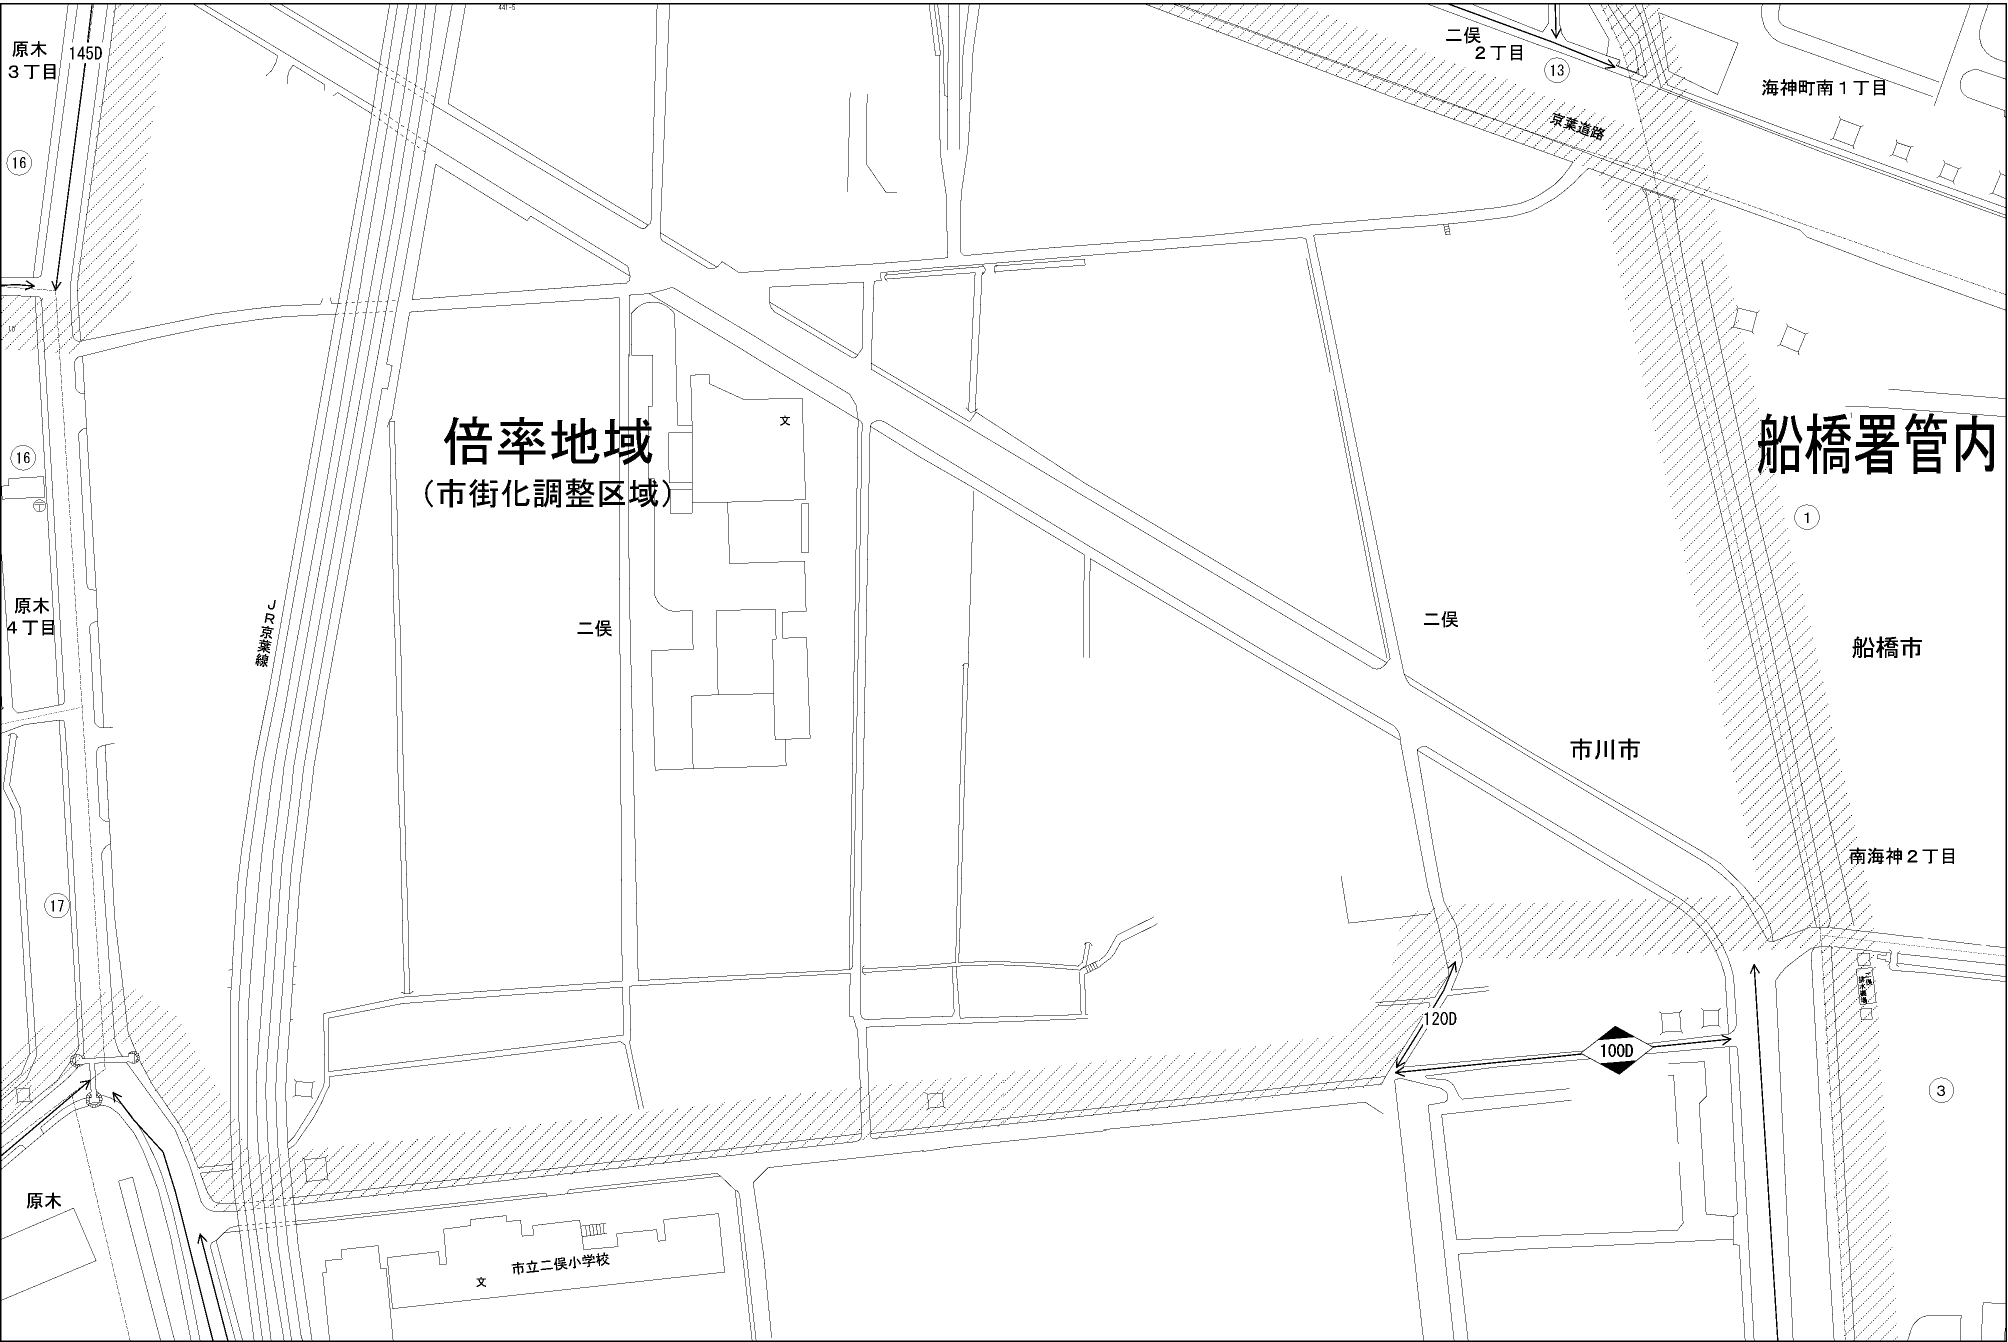 441-5
原木
3丁目
145D
二俣
2丁目
13
海神町南1丁目
京葉道路
16
10
倍率地域
(市街化調整区域)
文
船橋署管内
16
1
原木
4丁目
JR京葉線
二俣
二俣
船橋市
市川市
南海神2丁目
17
120D
100D
3
原木
市立二俣小学校
文